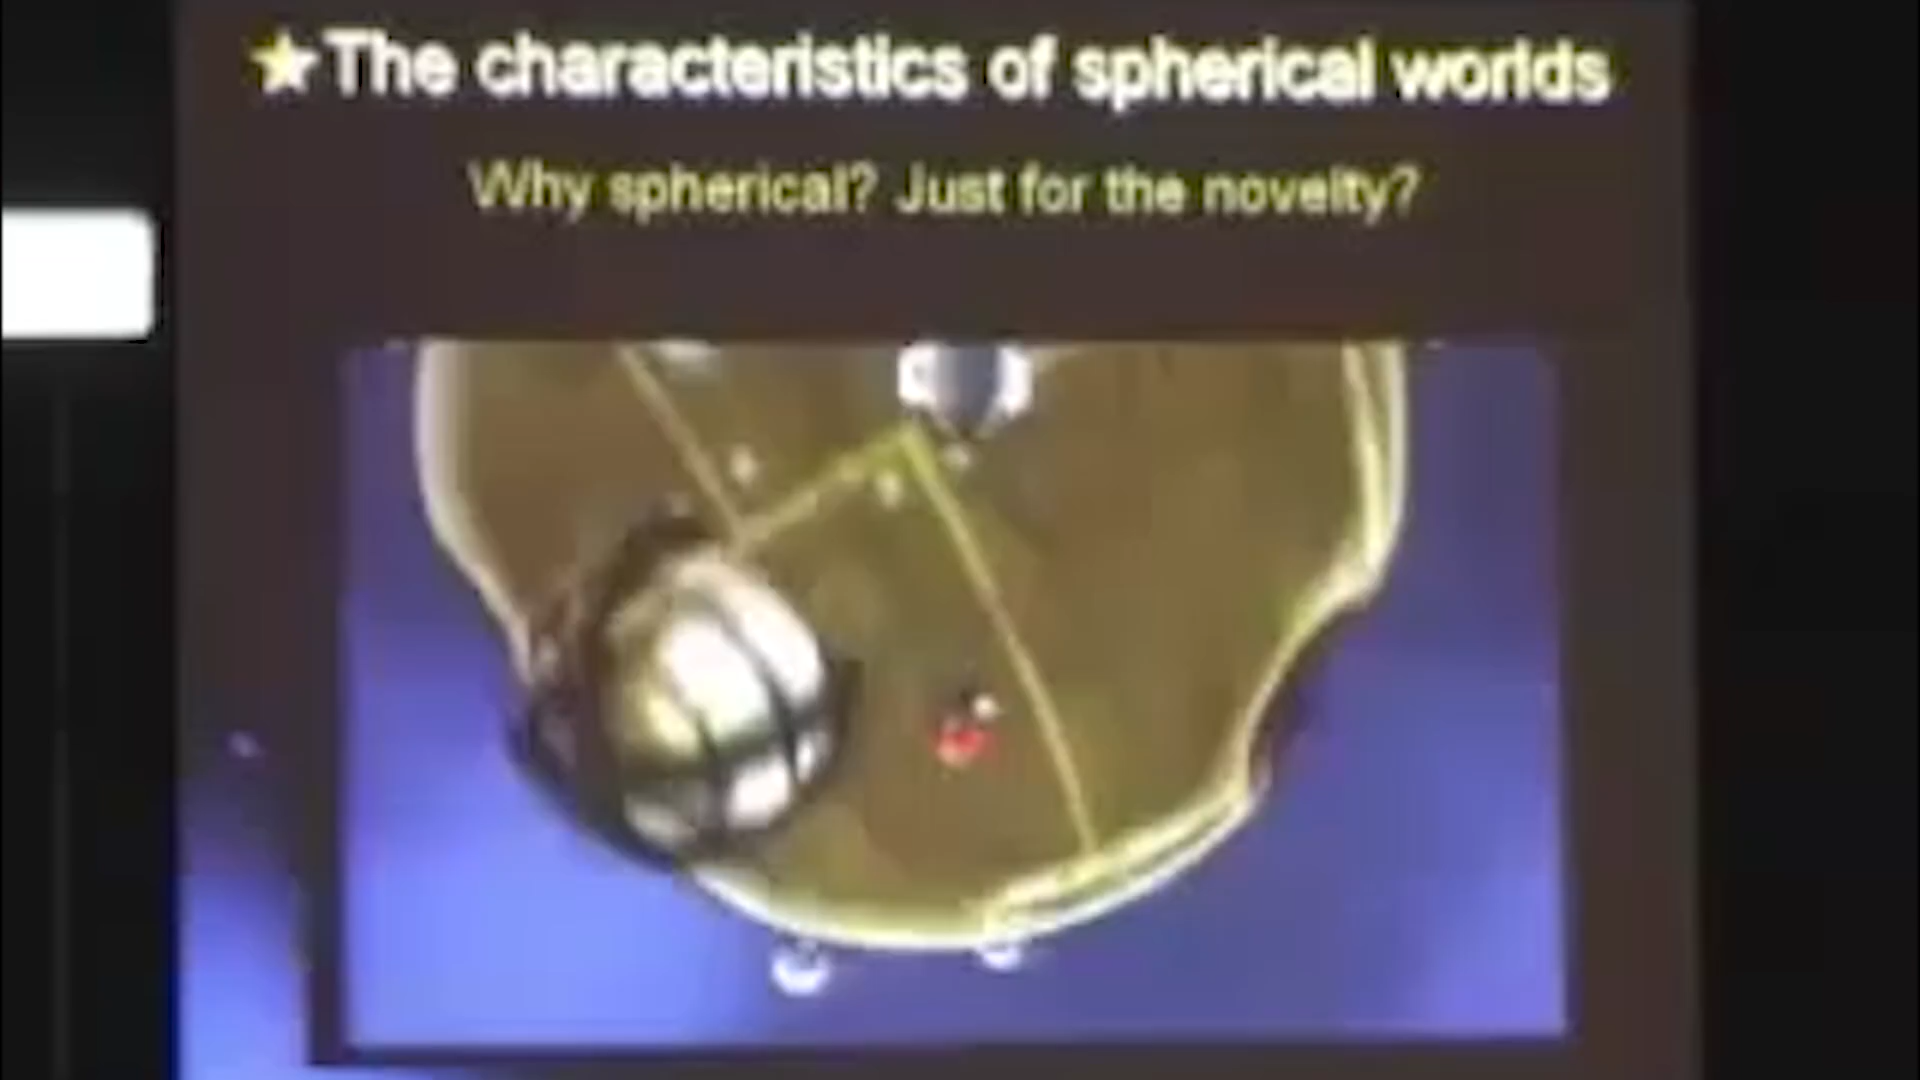 ★The characteristics of spherical worlds
Why spherical? Just for the novelty?